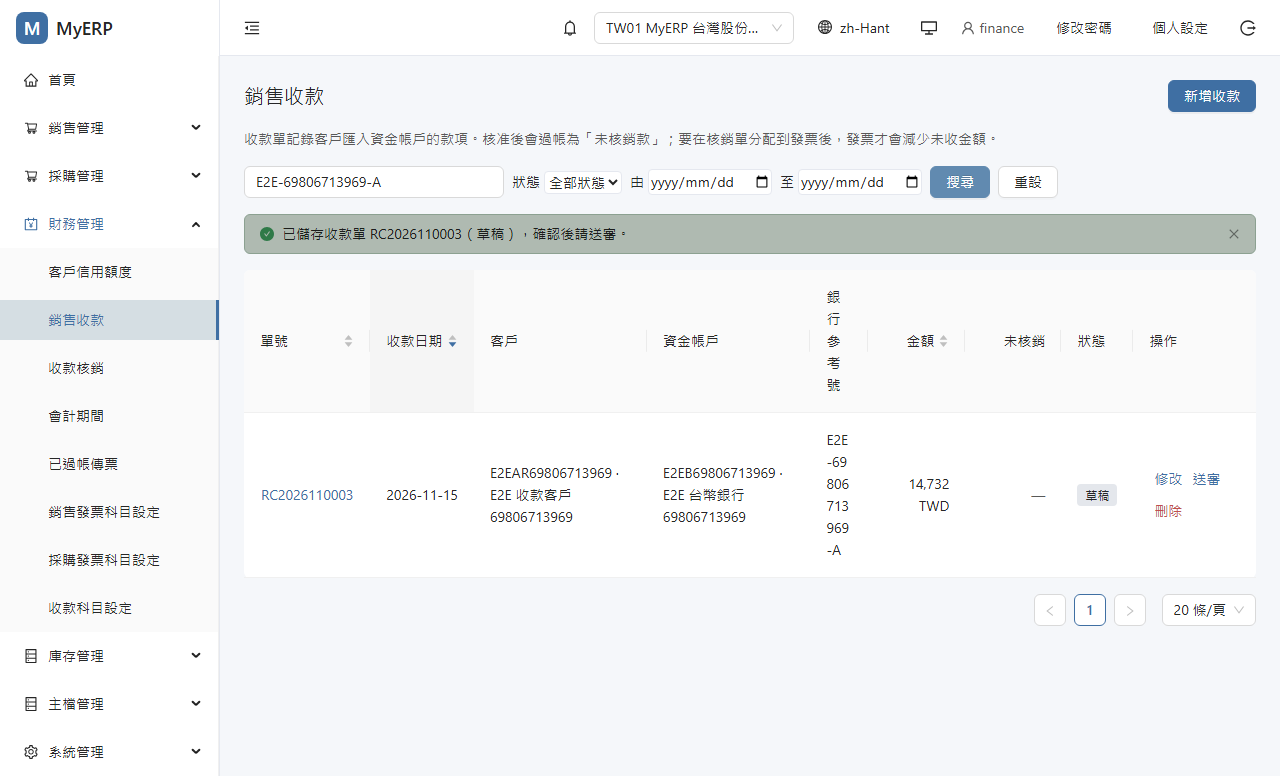 M MyERP
TW01 MyERP 台灣股份...
zh-Hant
finance
修改密碼
個人設定
首頁
銷售管理
採購管理
財務管理
客戶信用額度
銷售收款
收款核銷
會計期間
已過帳傳票
銷售發票科目設定
採購發票科目設定
收款科目設定
庫存管理
主檔管理
系統管理
銷售收款
新增收款
收款單記錄客戶匯入資金帳戶的款項。核准後會過帳為「未核銷款」；要在核銷單分配到發票後，發票才會減少未收金額。
E2E-69806713969-A 狀態 全部狀態 由 yyyy/mm/dd 至 yyyy/mm/dd 搜尋 重設
已儲存收款單 RC2026110003（草稿），確認後請送審。
單號 收款日期 客戶 資金帳戶 銀行參考號 金額 未核銷 狀態 操作
RC2026110003
2026-11-15
E2EAR69806713969 ·
E2E 收款客戶
69806713969
E2EB69806713969 ·
E2E 台幣銀行
69806713969
E2E
-69
806
713
969
-A
14,732
TWD
—
草稿
修改 送審
刪除
1
20 條/頁